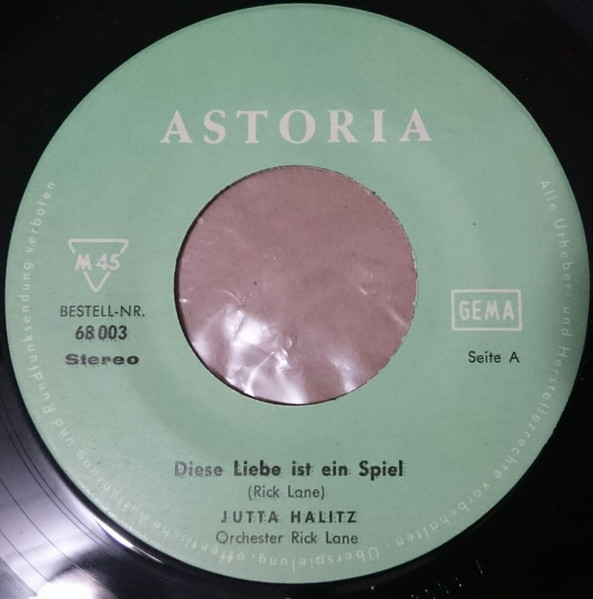 ASTORIA
M 45
BESTELL-NR.
68 003
Stereo
GEMA
Seite A
Diese Liebe ist ein Spiel
(Rick Lane)
JUTTA HALITZ
Orchester Rick Lane
Alle Urheber- und Herstellerrechte vorbehalten · Überspielung, öffentliche Aufführung und Rundfunksendung verboten